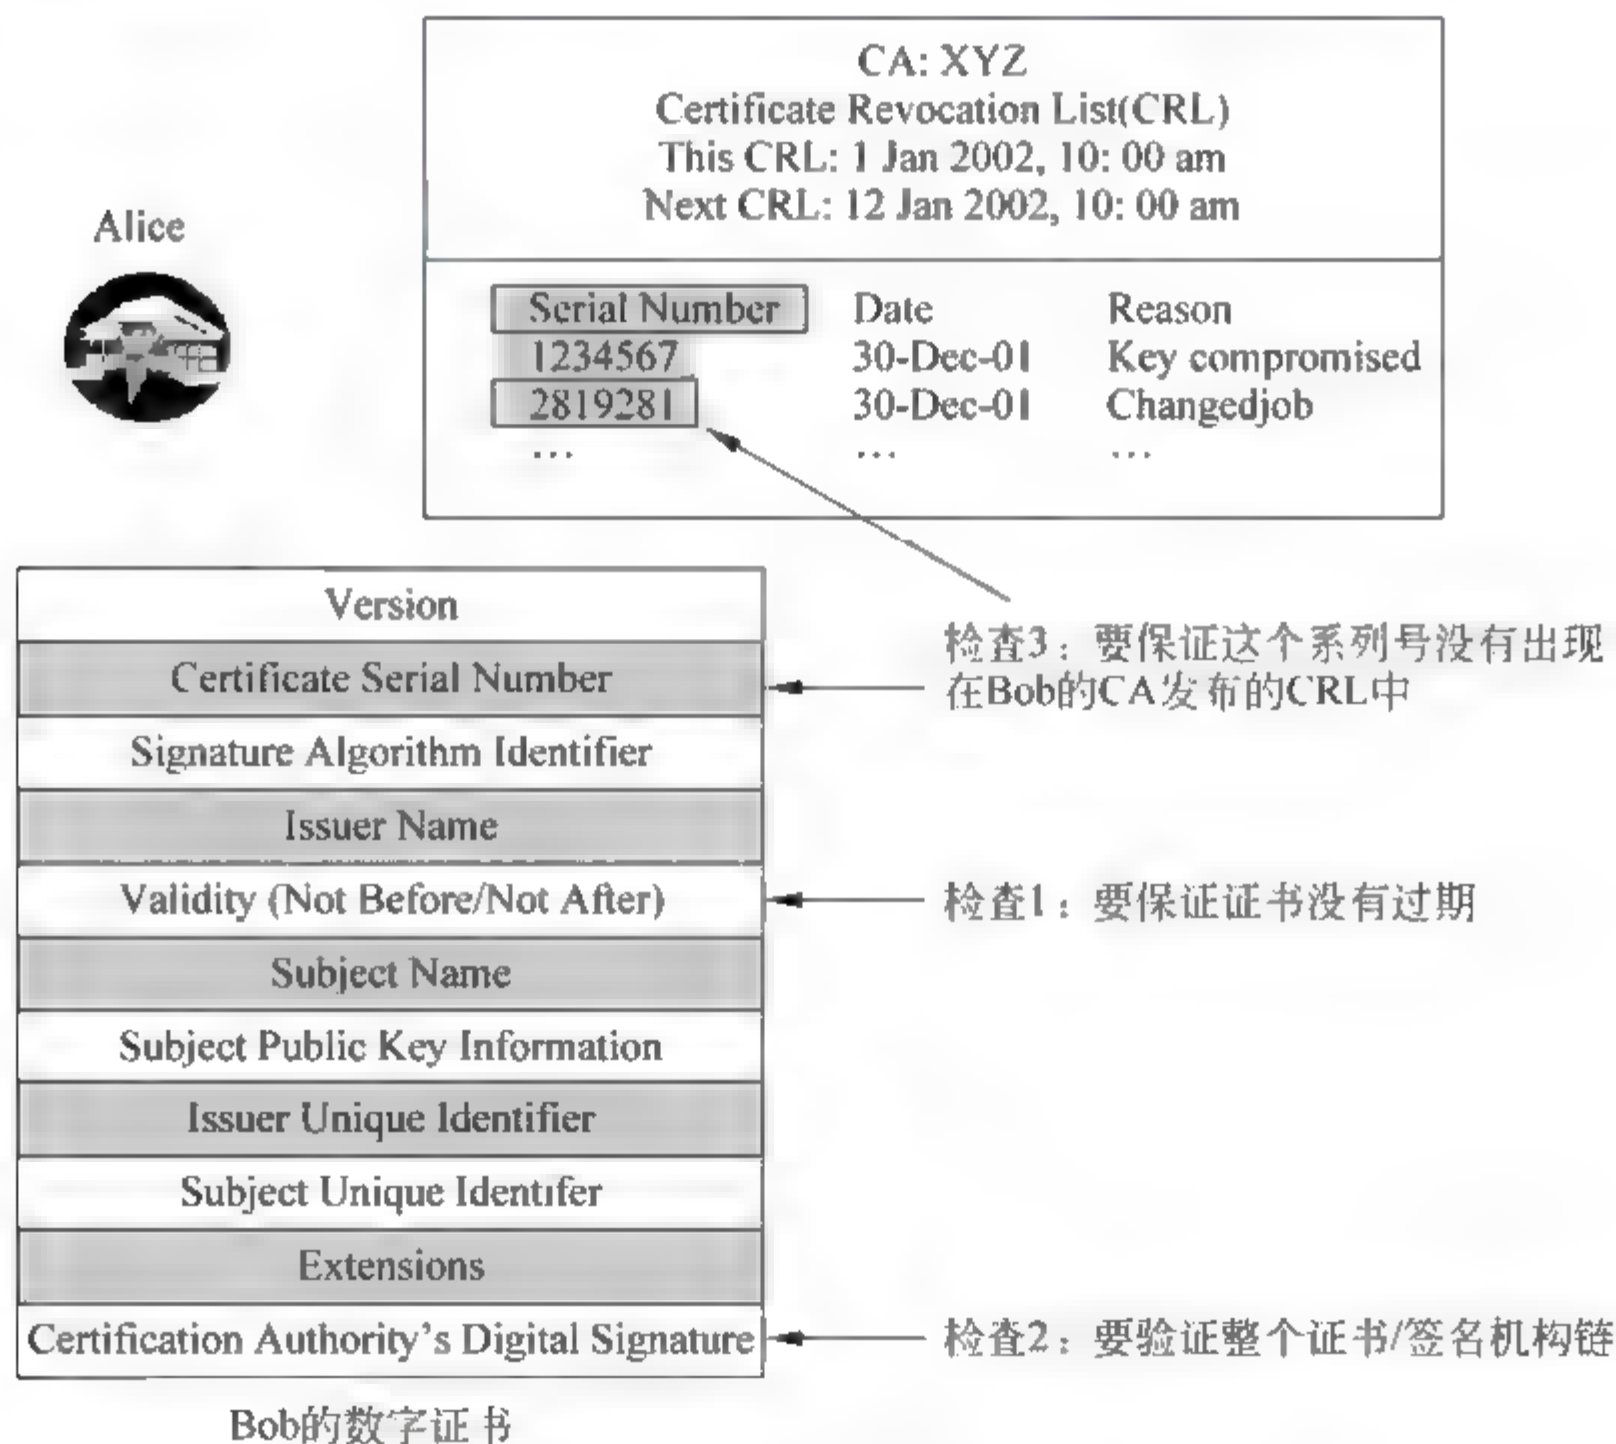 CA: XYZ
Certificate Revocation List(CRL)
This CRL: 1 Jan 2002, 10: 00 am
Next CRL: 12 Jan 2002, 10: 00 am
Alice
Serial Number Date Reason
1234567 30-Dec-01 Key compromised
2819281 30-Dec-01 Changedjob
… … …
Version
Certificate Serial Number
检查3：要保证这个系列号没有出现
在Bob的CA发布的CRL中
Signature Algorithm Identifier
Issuer Name
Validity (Not Before/Not After)
检查1：要保证证书没有过期
Subject Name
Subject Public Key Information
Issuer Unique Identifier
Subject Unique Identifer
Extensions
Certification Authority's Digital Signature
检查2：要验证整个证书/签名机构链
Bob的数字证书